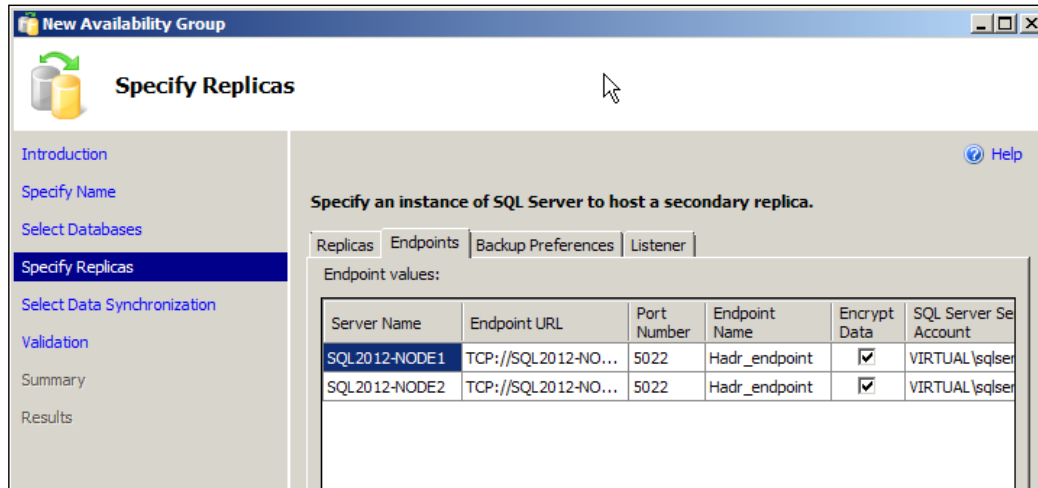 New Availability Group
Specify Replicas
Introduction
Specify Name
Select Databases
Specify Replicas
Select Data Synchronization
Validation
Summary
Results
Help
Specify an instance of SQL Server to host a secondary replica.
Replicas Endpoints Backup Preferences Listener
Endpoint values:
Server Name Endpoint URL Port Number Endpoint Name Encrypt Data SQL Server Se Account
SQL2012-NODE1 TCP://SQL2012-NO... 5022 Hadr_endpoint VIRTUAL\sqlser
SQL2012-NODE2 TCP://SQL2012-NO... 5022 Hadr_endpoint VIRTUAL\sqlser